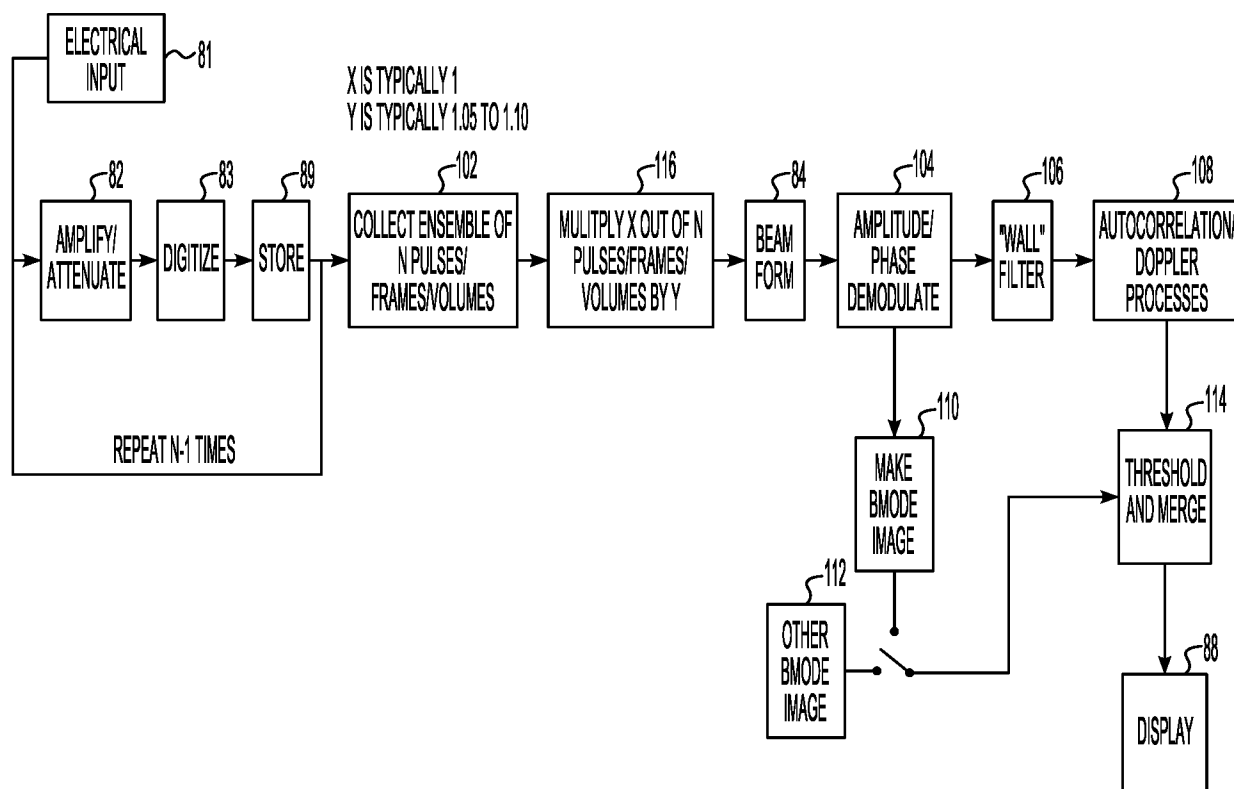 ELECTRICAL
INPUT
81
X IS TYPICALLY 1
Y IS TYPICALLY 1.05 TO 1.10
82
AMPLIFY/
ATTENUATE
83
DIGITIZE
89
STORE
102
COLLECT ENSEMBLE OF
N PULSES/
FRAMES/VOLUMES
116
MULITPLY X OUT OF N
PULSES/FRAMES/
VOLUMES BY Y
84
BEAM
FORM
104
AMPLITUDE/
PHASE
DEMODULATE
106
"WALL"
FILTER
108
AUTOCORRELATION/
DOPPLER
PROCESSES
REPEAT N-1 TIMES
110
MAKE
BMODE
IMAGE
114
THRESHOLD
AND MERGE
112
OTHER
BMODE
IMAGE
88
DISPLAY